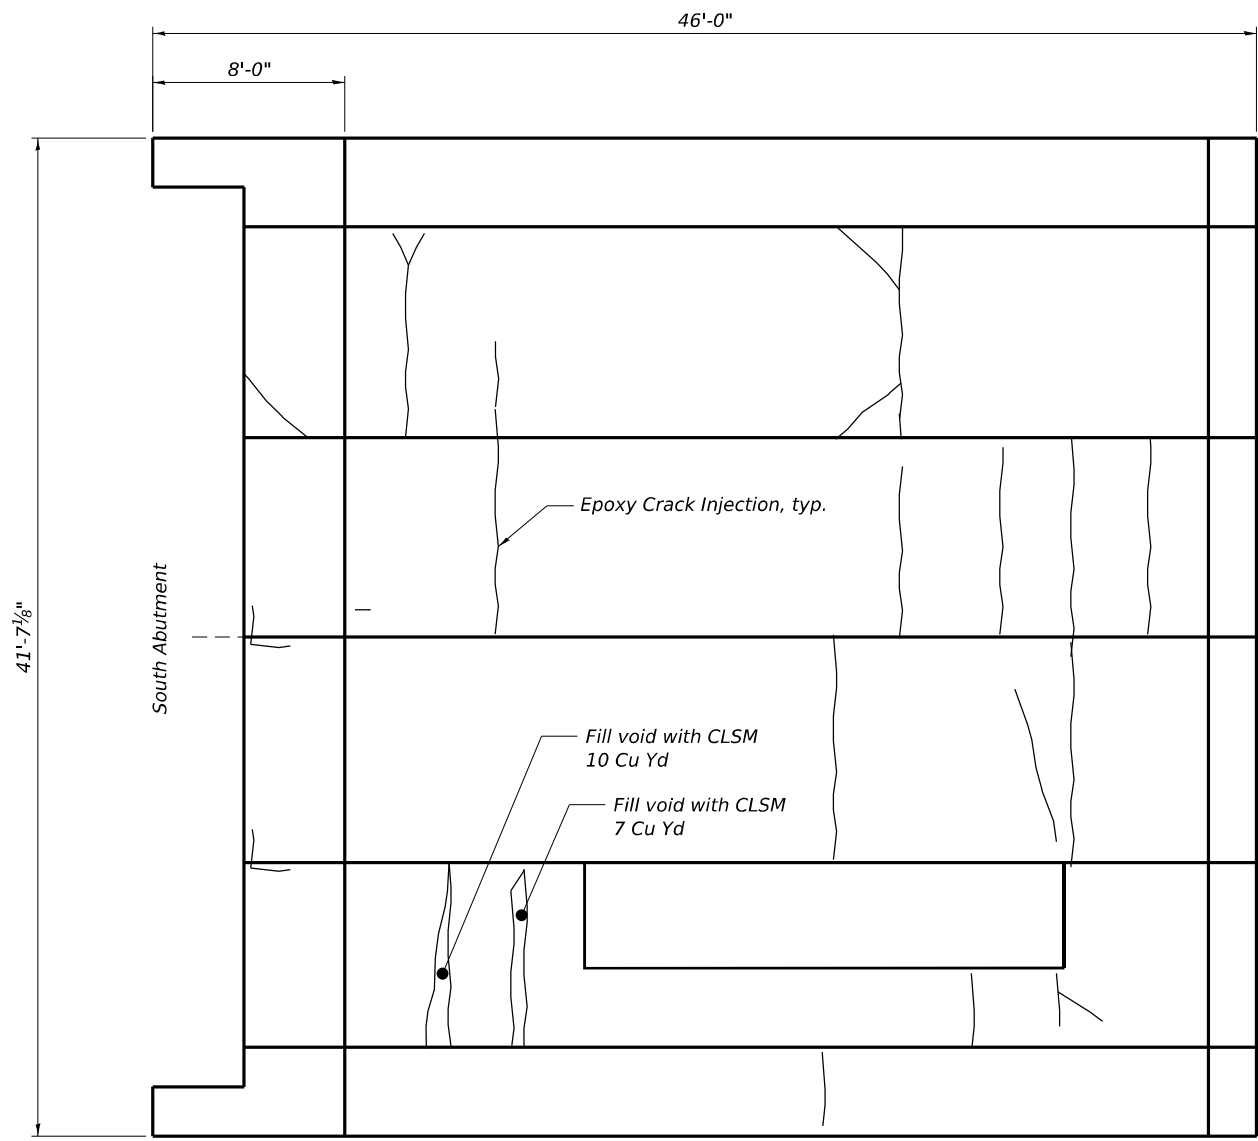 46'-0"
8'-0"
Epoxy Crack Injection, typ.
South Abutment
41'-7⅛"
Fill void with CLSM
10 Cu Yd
Fill void with CLSM
7 Cu Yd